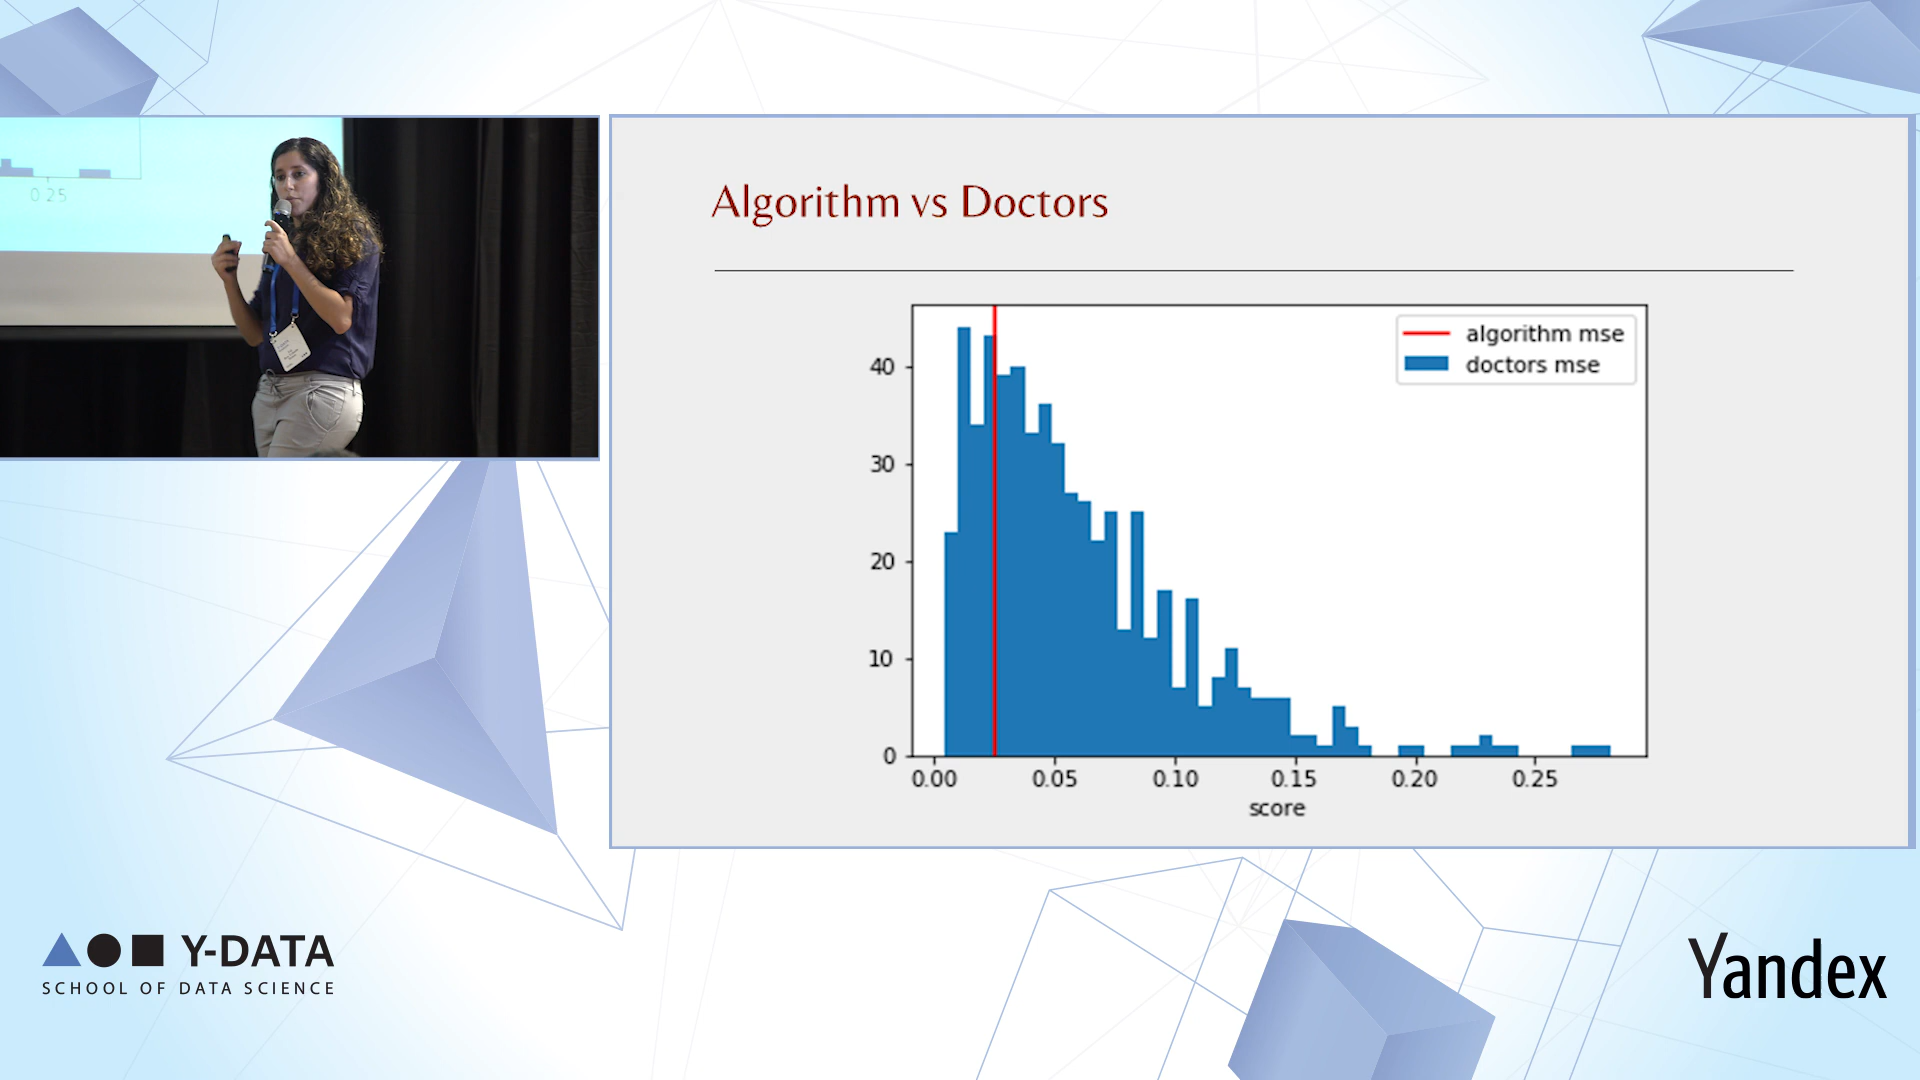 0 25
Algorithm vs Doctors
algorithm mse
doctors mse
40
30
20
10
0
0.00 0.05 0.10 0.15 0.20 0.25
score
Y-DATA
SCHOOL OF DATA SCIENCE
Yandex